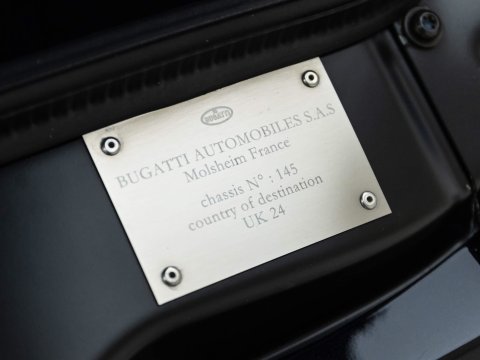 BUGATTI
BUGATTI AUTOMOBILES S.A.S
Molsheim France
chassis N° : 145
country of destination
UK 24